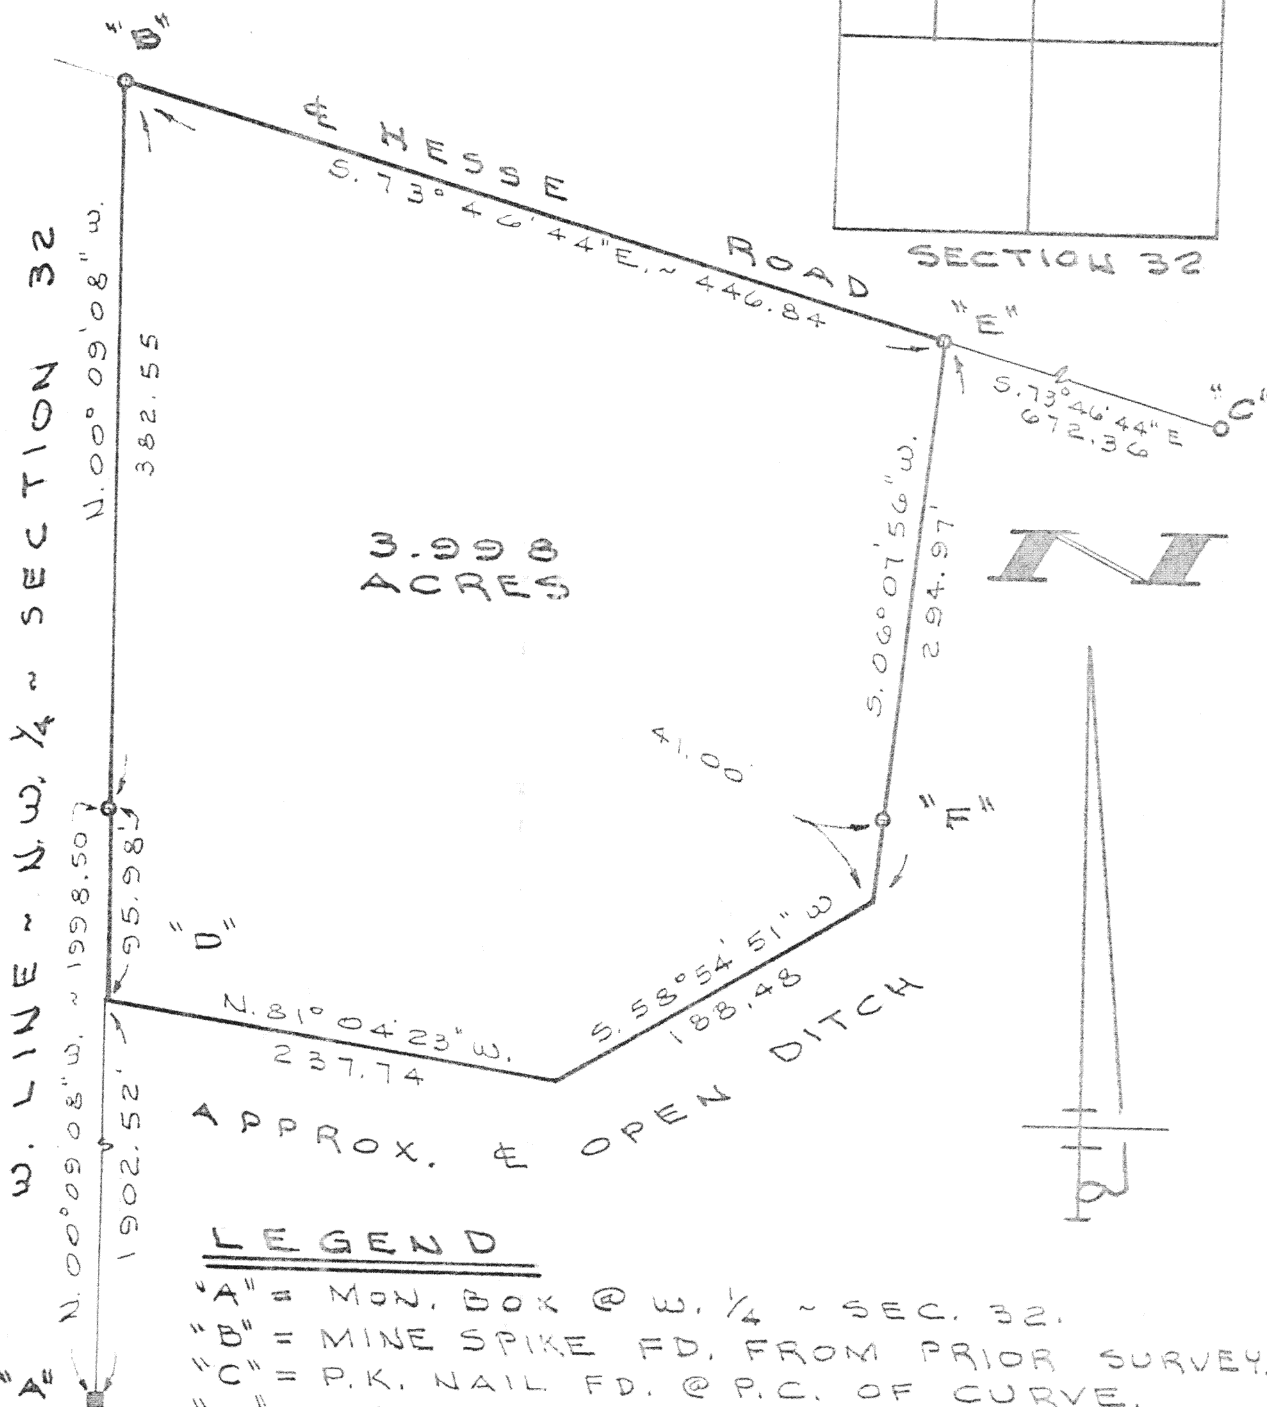 "B"
℄ HESSE ROAD
S. 73° 46' 44" E. ~ 446.84
SECTION 32
"E"
S. 73° 46' 44" E
672.36
"C"
W. LINE ~ N.W. ¼ ~ SECTION 32
N. 00° 09' 08" W.
382.55
3.998
ACRES
S. 06° 07' 56" W.
294.97'
N
41.00
"F"
95.98'
"D"
N. 00° 09' 08" W. ~ 1998.50
1902.52'
N. 81° 04' 23" W.
237.74
S. 58° 54' 51" W
188.48
APPROX. ℄ OPEN DITCH
LEGEND
"A" = MON. BOX @ W. ¼ ~ SEC. 32.
"B" = MINE SPIKE FD. FROM PRIOR SURVEY.
"C" = P.K. NAIL FD. @ P.C. OF CURVE.
"A"